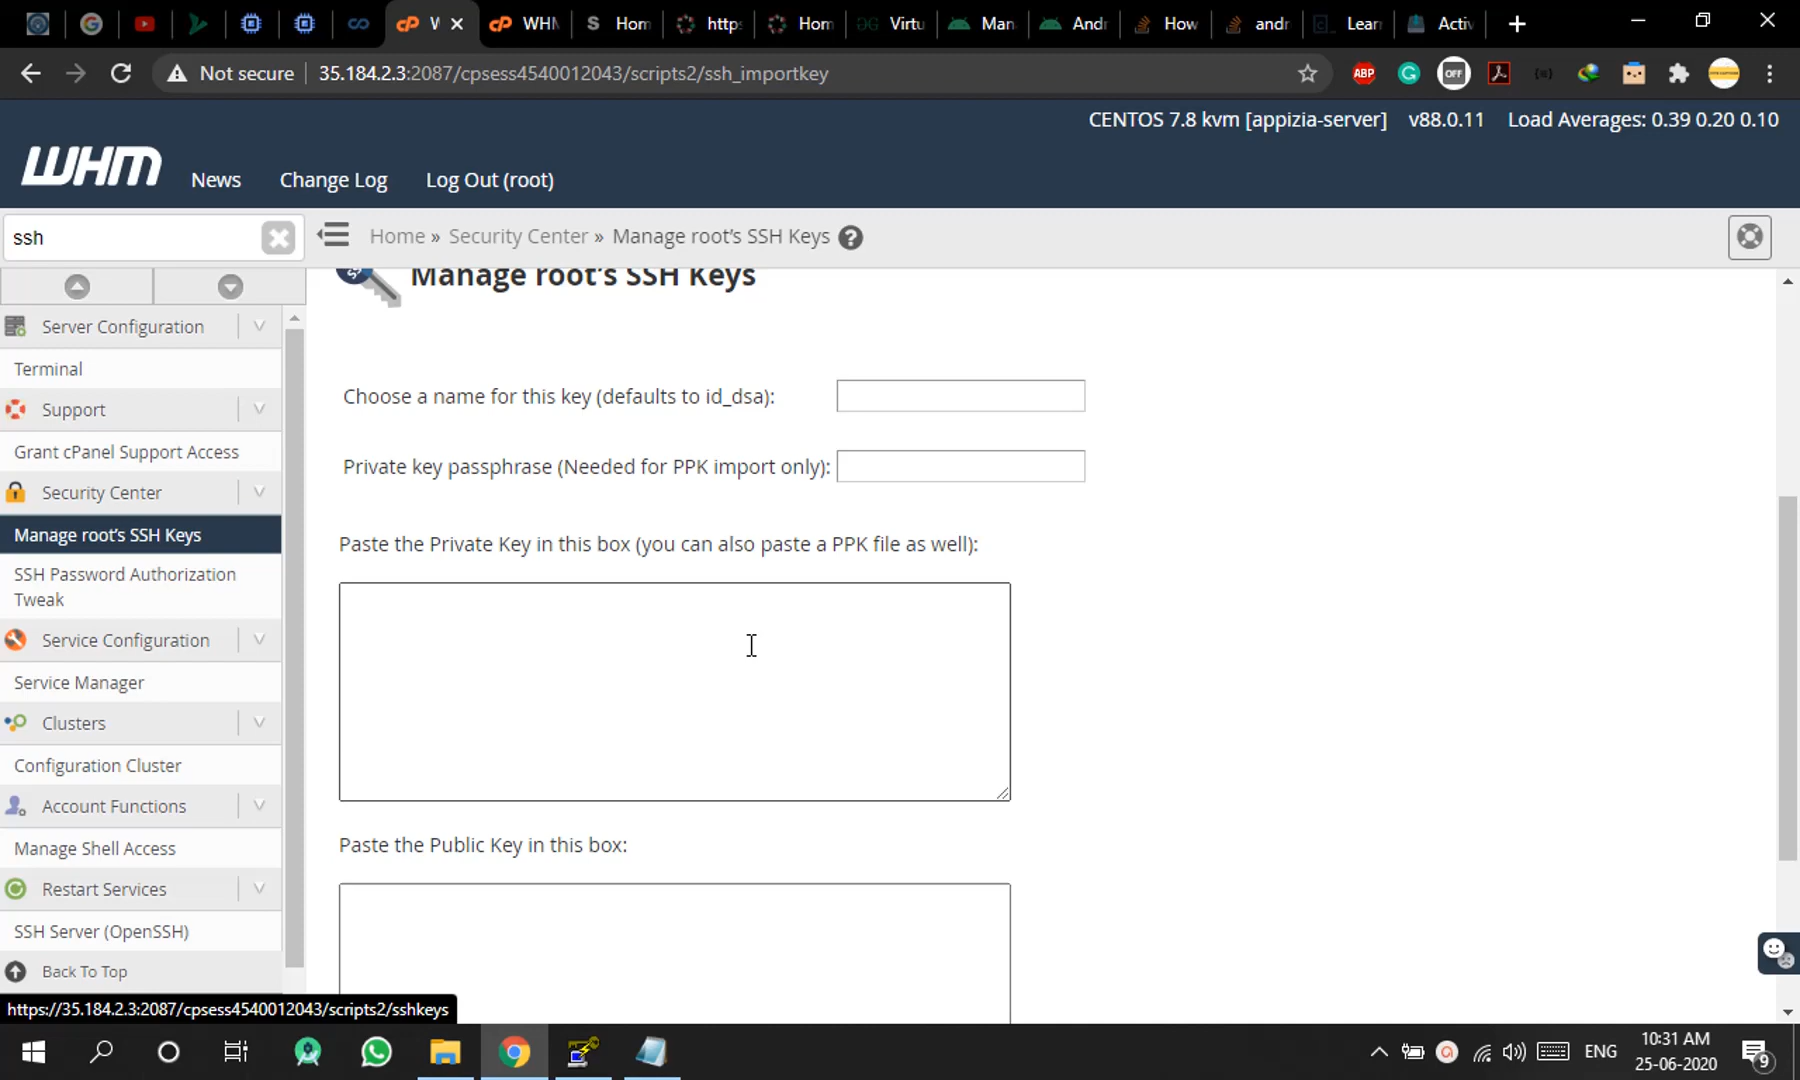 W
WHM
Hom
http:
Hom
Virtu
Man
Andr
How
andr
Lear
Activ
Not secure
35.184.2.3:2087/cpsess4540012043/scripts2/ssh_importkey
ABP
OFF
CENTOS 7.8 kvm [appizia-server] v88.0.11 Load Averages: 0.39 0.20 0.10
WHM
News
Change Log
Log Out (root)
ssh
Home » Security Center » Manage root's SSH Keys
Manage root's SSH Keys
Server Configuration
Terminal
Support
Grant cPanel Support Access
Security Center
Manage root's SSH Keys
SSH Password Authorization
Tweak
Service Configuration
Service Manager
Clusters
Configuration Cluster
Account Functions
Manage Shell Access
Restart Services
SSH Server (OpenSSH)
Back To Top
Choose a name for this key (defaults to id_dsa):
Private key passphrase (Needed for PPK import only):
Paste the Private Key in this box (you can also paste a PPK file as well):
Paste the Public Key in this box:
https://35.184.2.3:2087/cpsess4540012043/scripts2/sshkeys
ENG
10:31 AM
25-06-2020
9